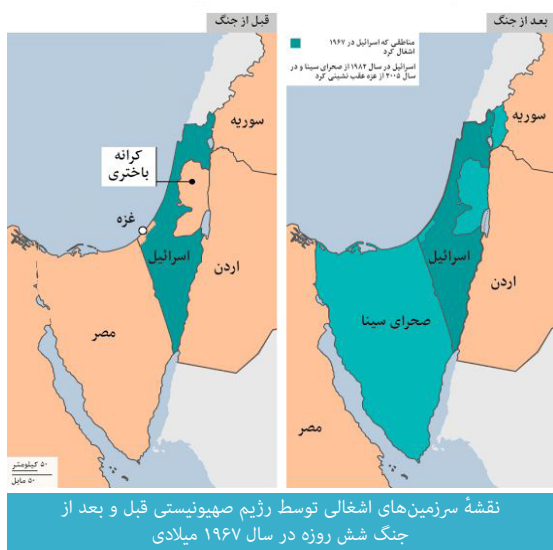 قبل از جنگ
بعد از جنگ
سوریه
کرانه
باختری
غزه
اسرائیل
اردن
مصر
۵۰ کیلومتر
۵۰ مایل
مناطقی که اسرائیل در ۱۹۶۷
اشغال کرد
اسرائیل در سال ۱۹۸۲ از صحرای سینا و در
سال ۲۰۰۵ از غزه عقب نشینی کرد
سوریه
اسرائیل
اردن
صحرای سینا
مصر
نقشهٔ سرزمین‌های اشغالی توسط رژیم صهیونیستی قبل و بعد از
جنگ شش روزه در سال ۱۹۶۷ میلادی